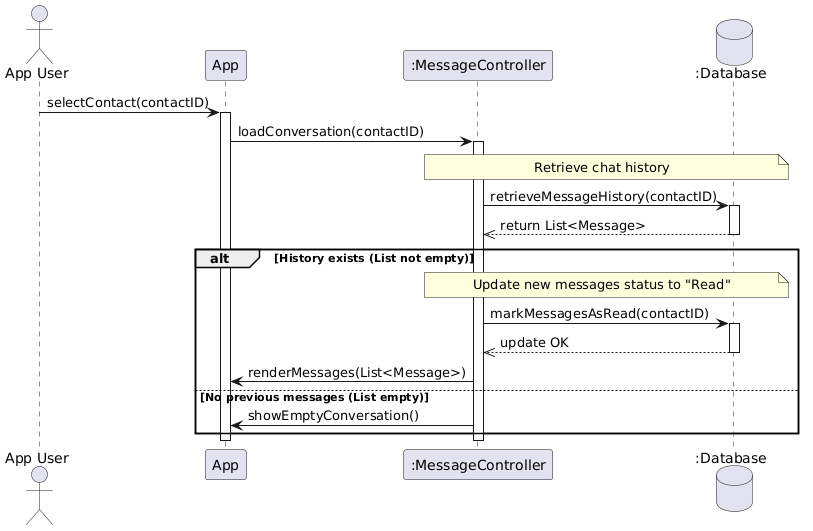 App User
App
:MessageController
:Database
selectContact(contactID)
loadConversation(contactID)
Retrieve chat history
retrieveMessageHistory(contactID)
return List<Message>
alt
[History exists (List not empty)]
Update new messages status to "Read"
markMessagesAsRead(contactID)
update OK
renderMessages(List<Message>)
[No previous messages (List empty)]
showEmptyConversation()
App User
App
:MessageController
:Database